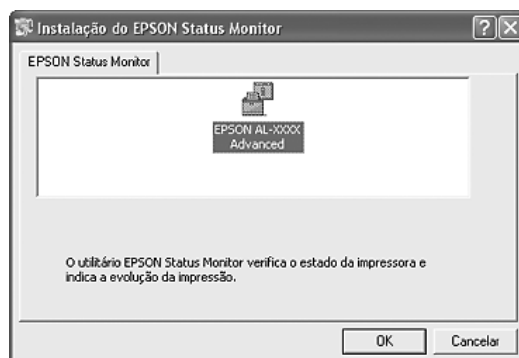 Instalação do EPSON Status Monitor
EPSON Status Monitor
EPSON AL-XXXX
Advanced
O utilitário EPSON Status Monitor verifica o estado da impressora e
indica a evolução da impressão.
OK
Cancelar